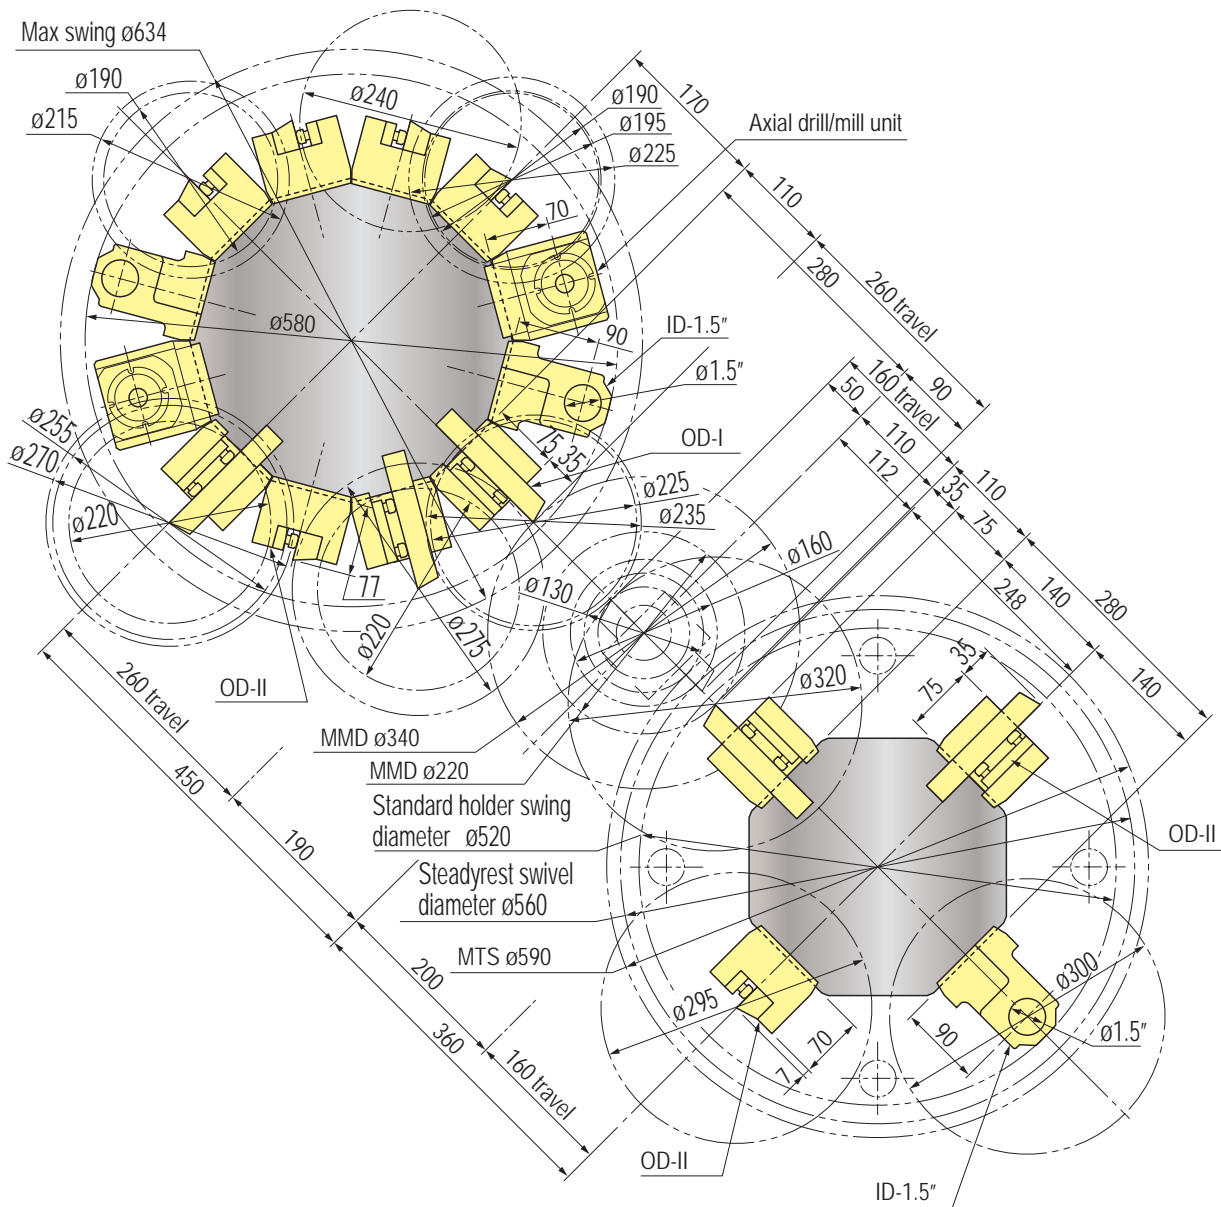 Max swing ø634
ø190
ø215
ø240
ø190
ø195
ø225
170
Axial drill/mill unit
110
280
260 travel
90
70
ø580
90
ID-1.5″
ø1.5″
OD-I
75
35
160 travel
50
110
112
35
75
110
248
140
280
140
ø255
ø270
ø220
ø225
ø235
ø160
ø130
77
ø220
ø275
OD-II
ø320
35
75
MMD ø340
MMD ø220
Standard holder swing
diameter ø520
Steadyrest swivel
diameter ø560
MTS ø590
OD-II
260 travel
450
190
200
360
160 travel
ø295
ø300
ø1.5″
70
90
7
OD-II
ID-1.5″